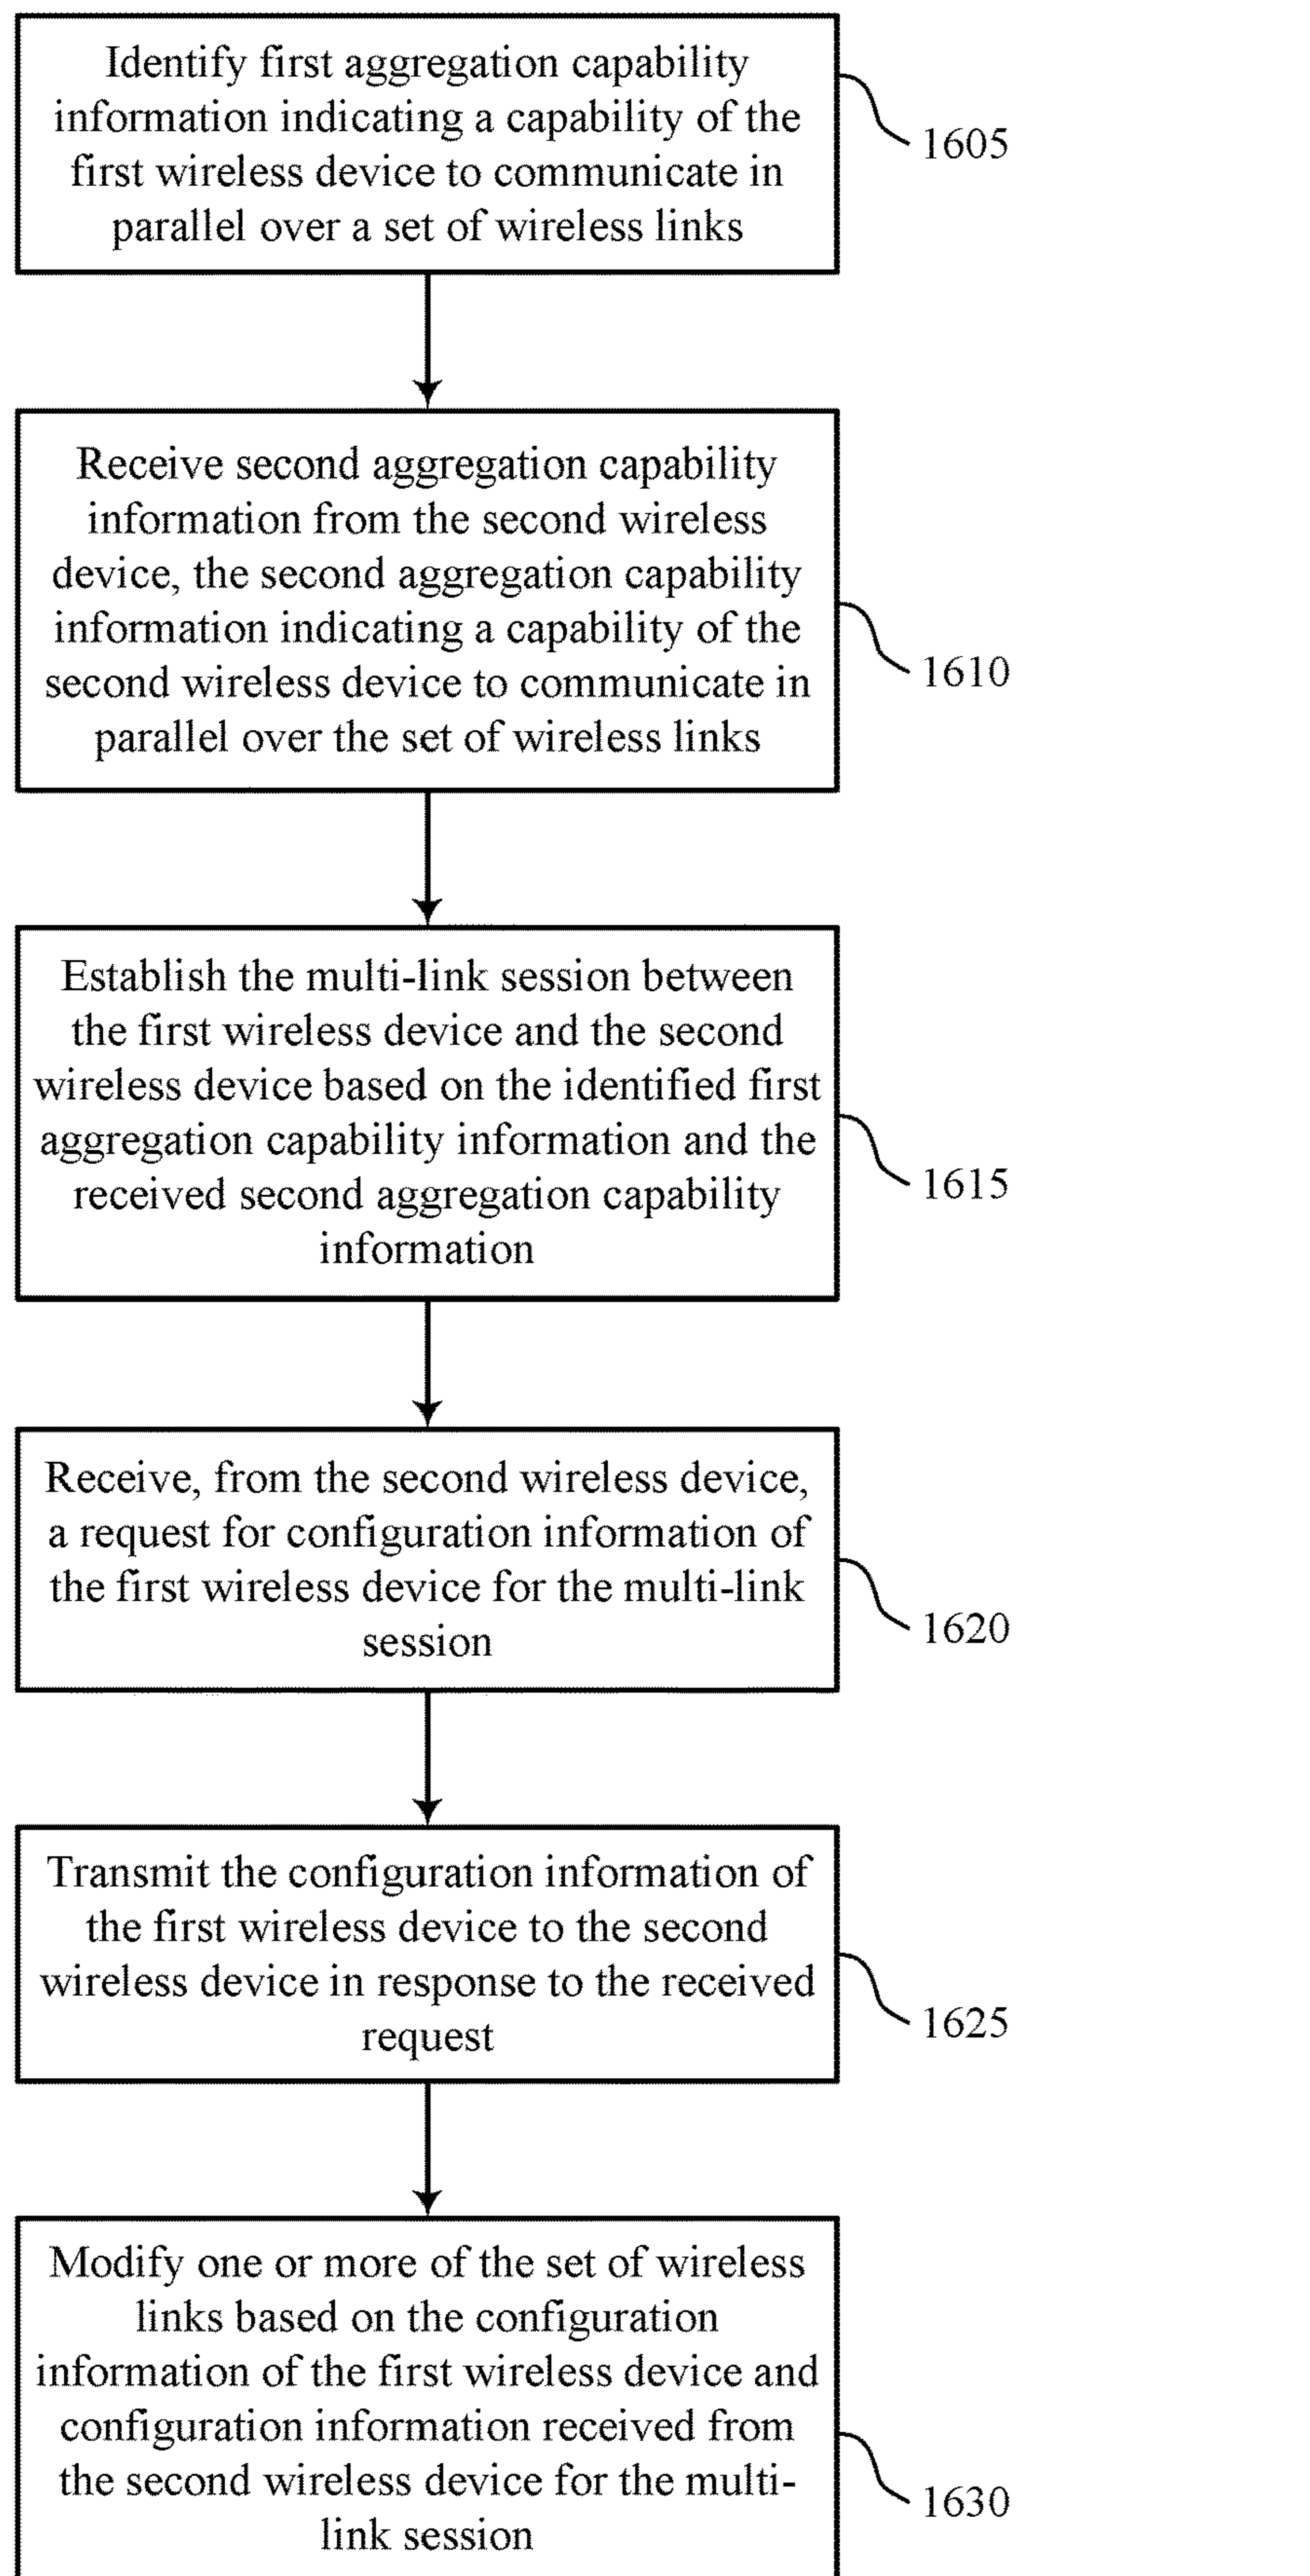 Identify first aggregation capability
information indicating a capability of the
first wireless device to communicate in
parallel over a set of wireless links
1605
Receive second aggregation capability
information from the second wireless
device, the second aggregation capability
information indicating a capability of the
second wireless device to communicate in
parallel over the set of wireless links
1610
Establish the multi-link session between
the first wireless device and the second
wireless device based on the identified first
aggregation capability information and the
received second aggregation capability
information
1615
Receive, from the second wireless device,
a request for configuration information of
the first wireless device for the multi-link
session
1620
Transmit the configuration information of
the first wireless device to the second
wireless device in response to the received
request
1625
Modify one or more of the set of wireless
links based on the configuration
information of the first wireless device and
configuration information received from
the second wireless device for the multi-
link session
1630